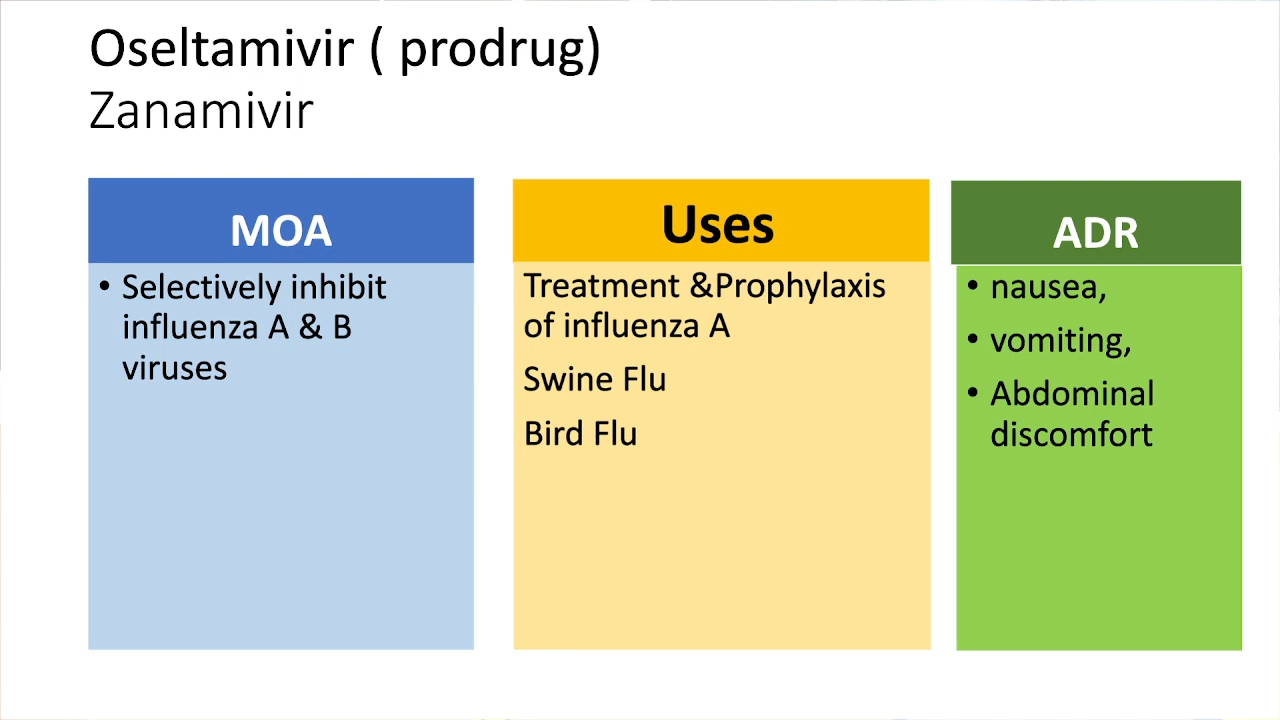 Oseltamivir ( prodrug)
Zanamivir
MOA
• Selectively inhibit
influenza A & B
viruses
Uses
Treatment &Prophylaxis
of influenza A
Swine Flu
Bird Flu
ADR
• nausea,
• vomiting,
• Abdominal
discomfort